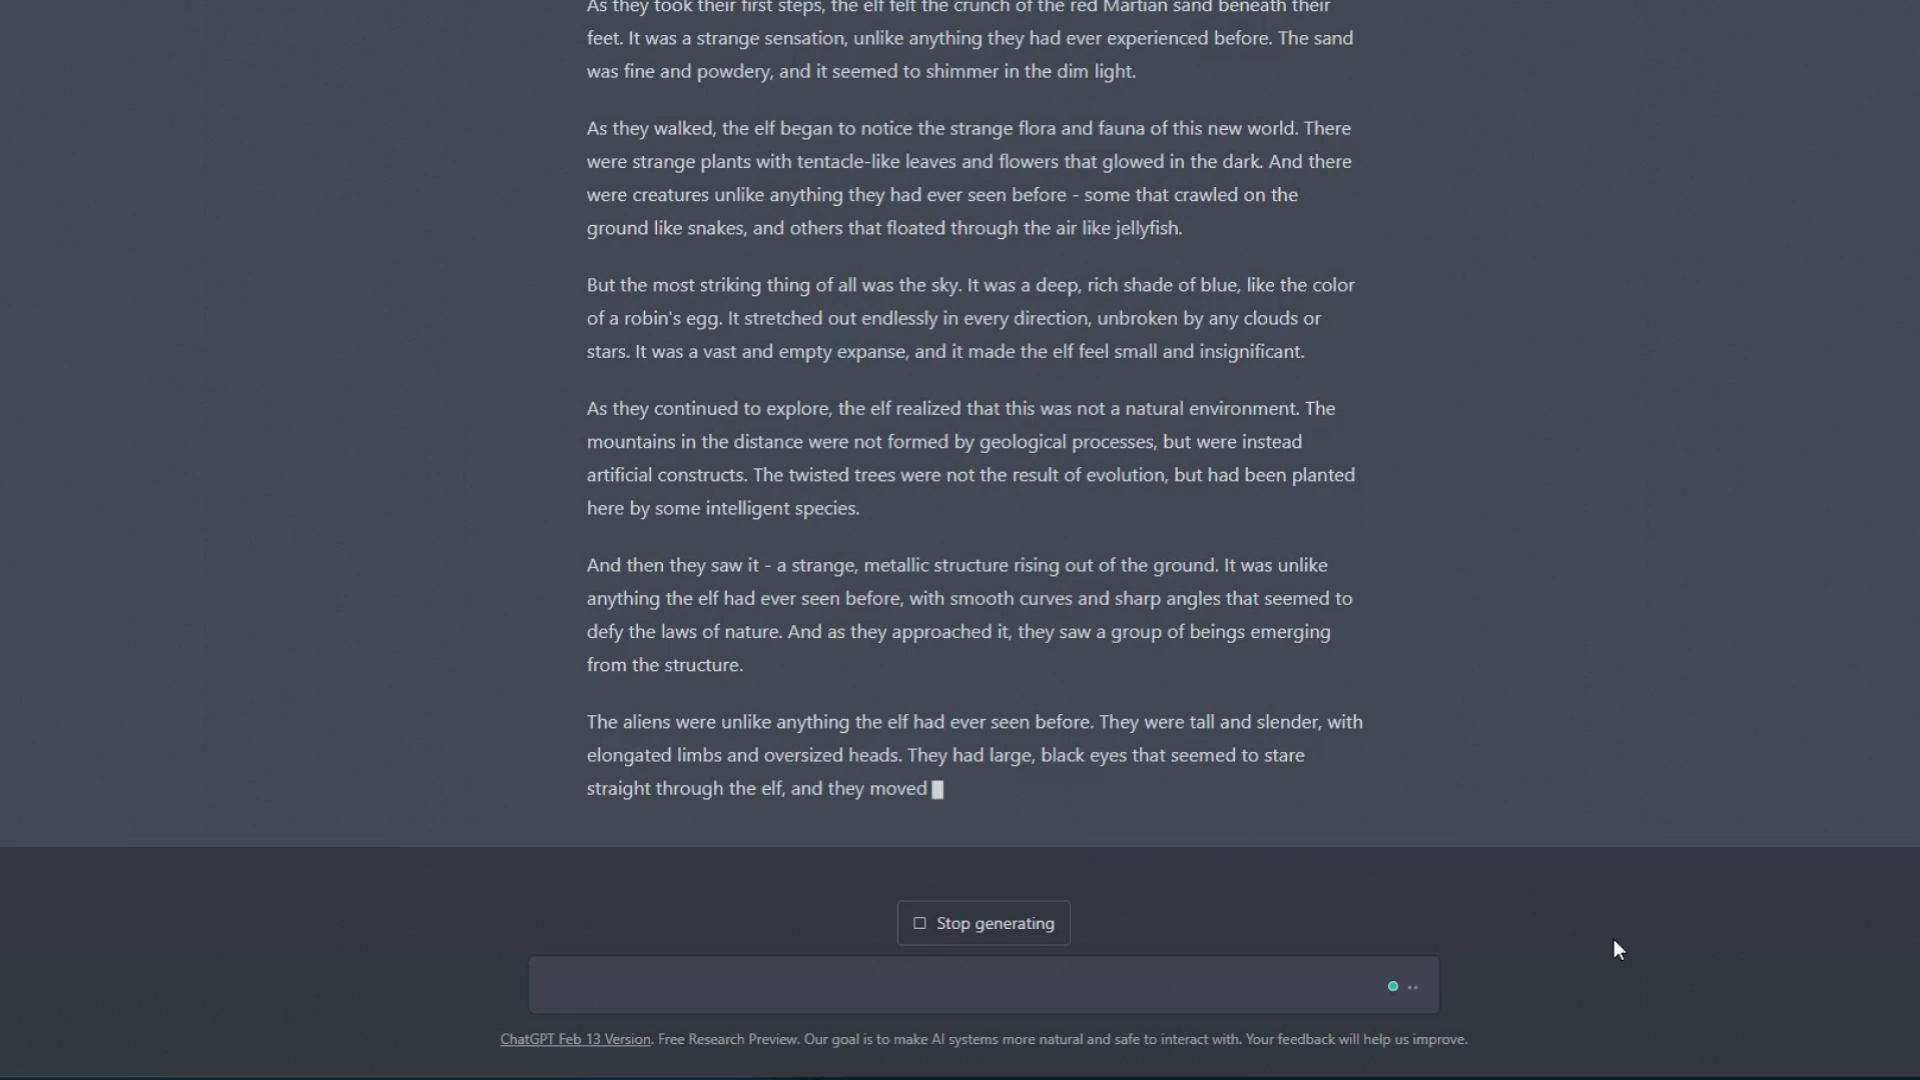 As they took their first steps, the elf felt the crunch of the red Martian sand beneath their
feet. It was a strange sensation, unlike anything they had ever experienced before. The sand
was fine and powdery, and it seemed to shimmer in the dim light.
As they walked, the elf began to notice the strange flora and fauna of this new world. There
were strange plants with tentacle-like leaves and flowers that glowed in the dark. And there
were creatures unlike anything they had ever seen before - some that crawled on the
ground like snakes, and others that floated through the air like jellyfish.
But the most striking thing of all was the sky. It was a deep, rich shade of blue, like the color
of a robin's egg. It stretched out endlessly in every direction, unbroken by any clouds or
stars. It was a vast and empty expanse, and it made the elf feel small and insignificant.
As they continued to explore, the elf realized that this was not a natural environment. The
mountains in the distance were not formed by geological processes, but were instead
artificial constructs. The twisted trees were not the result of evolution, but had been planted
here by some intelligent species.
And then they saw it - a strange, metallic structure rising out of the ground. It was unlike
anything the elf had ever seen before, with smooth curves and sharp angles that seemed to
defy the laws of nature. And as they approached it, they saw a group of beings emerging
from the structure.
The aliens were unlike anything the elf had ever seen before. They were tall and slender, with
elongated limbs and oversized heads. They had large, black eyes that seemed to stare
straight through the elf, and they moved
Stop generating
ChatGPT Feb 13 Version. Free Research Preview. Our goal is to make AI systems more natural and safe to interact with. Your feedback will help us improve.